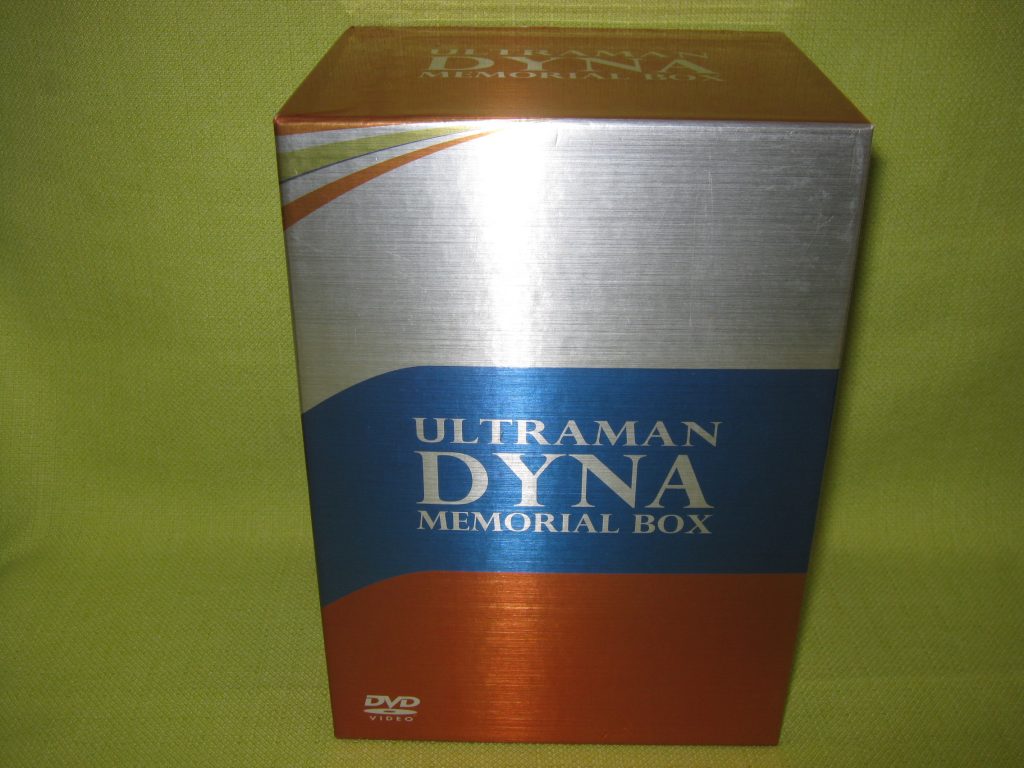 ULTRAMAN
DYNA
MEMORIAL BOX
ULTRAMAN
DYNA
MEMORIAL BOX
DVD
VIDEO